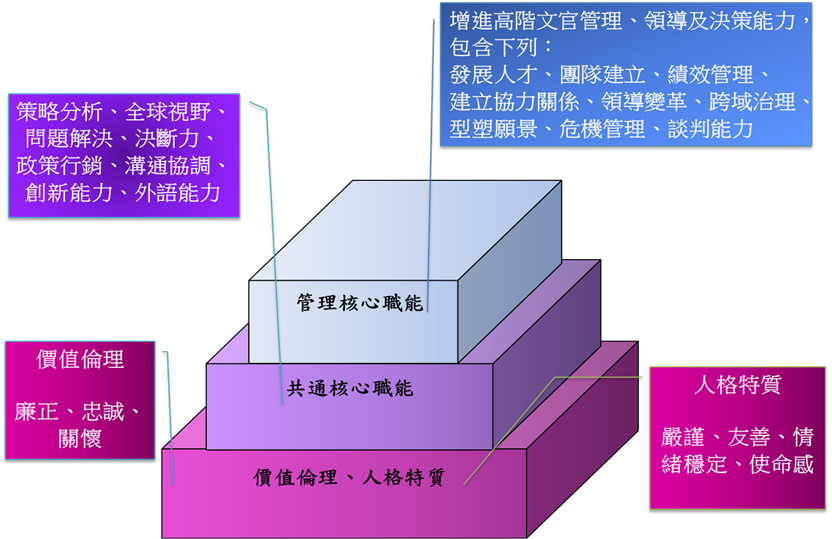 增進高階文官管理、領導及決策能力，
包含下列：
發展人才、團隊建立、績效管理、
建立協力關係、領導變革、跨域治理、
型塑願景、危機管理、談判能力
策略分析、全球視野、
問題解決、決斷力、
政策行銷、溝通協調、
創新能力、外語能力
管理核心職能
共通核心職能
價值倫理、人格特質
價值倫理
廉正、忠誠、
關懷
人格特質
嚴謹、友善、情
緒穩定、使命感